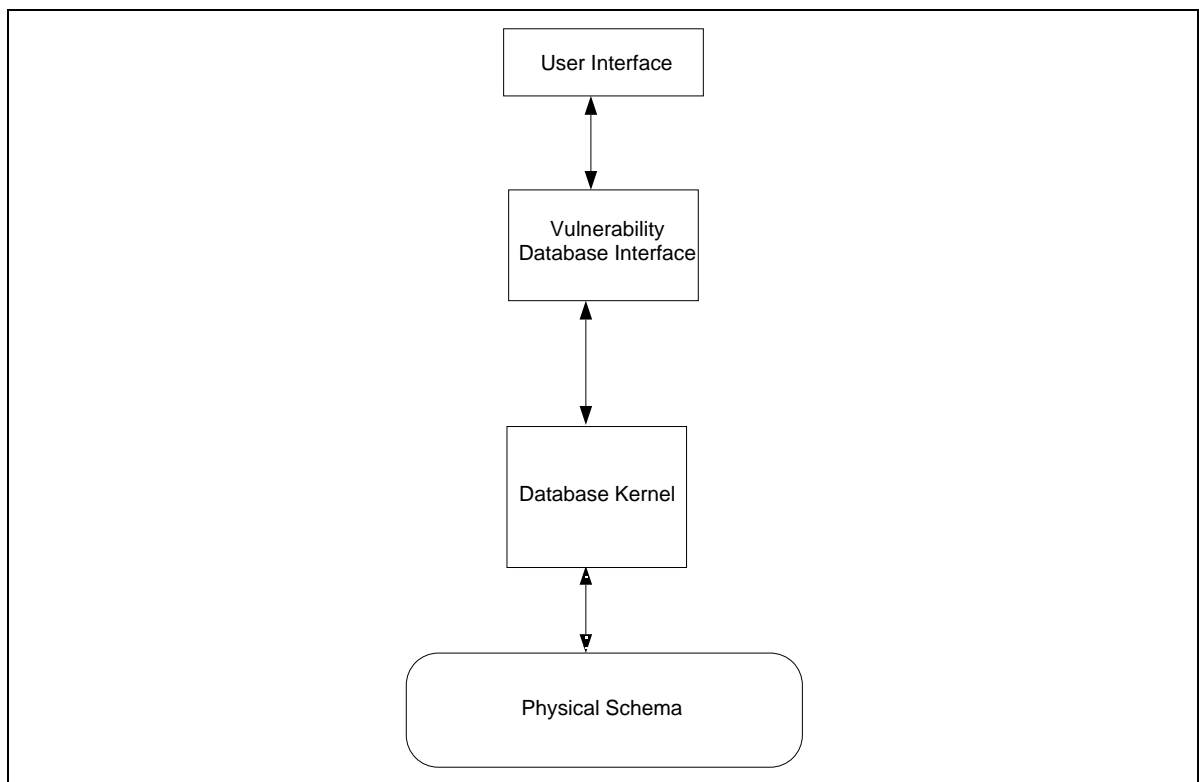 User Interface
Vulnerability
Database Interface
Database Kernel
Physical Schema